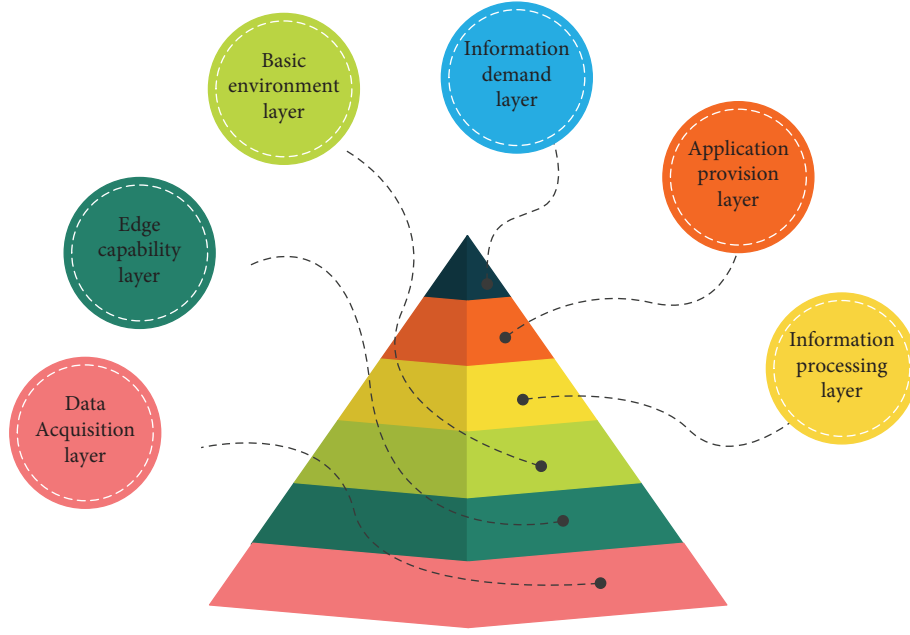 Basic
environment
layer
Information
demand
layer
Application
provision
layer
Edge
capability
layer
Information
processing
layer
Data
Acquisition
layer